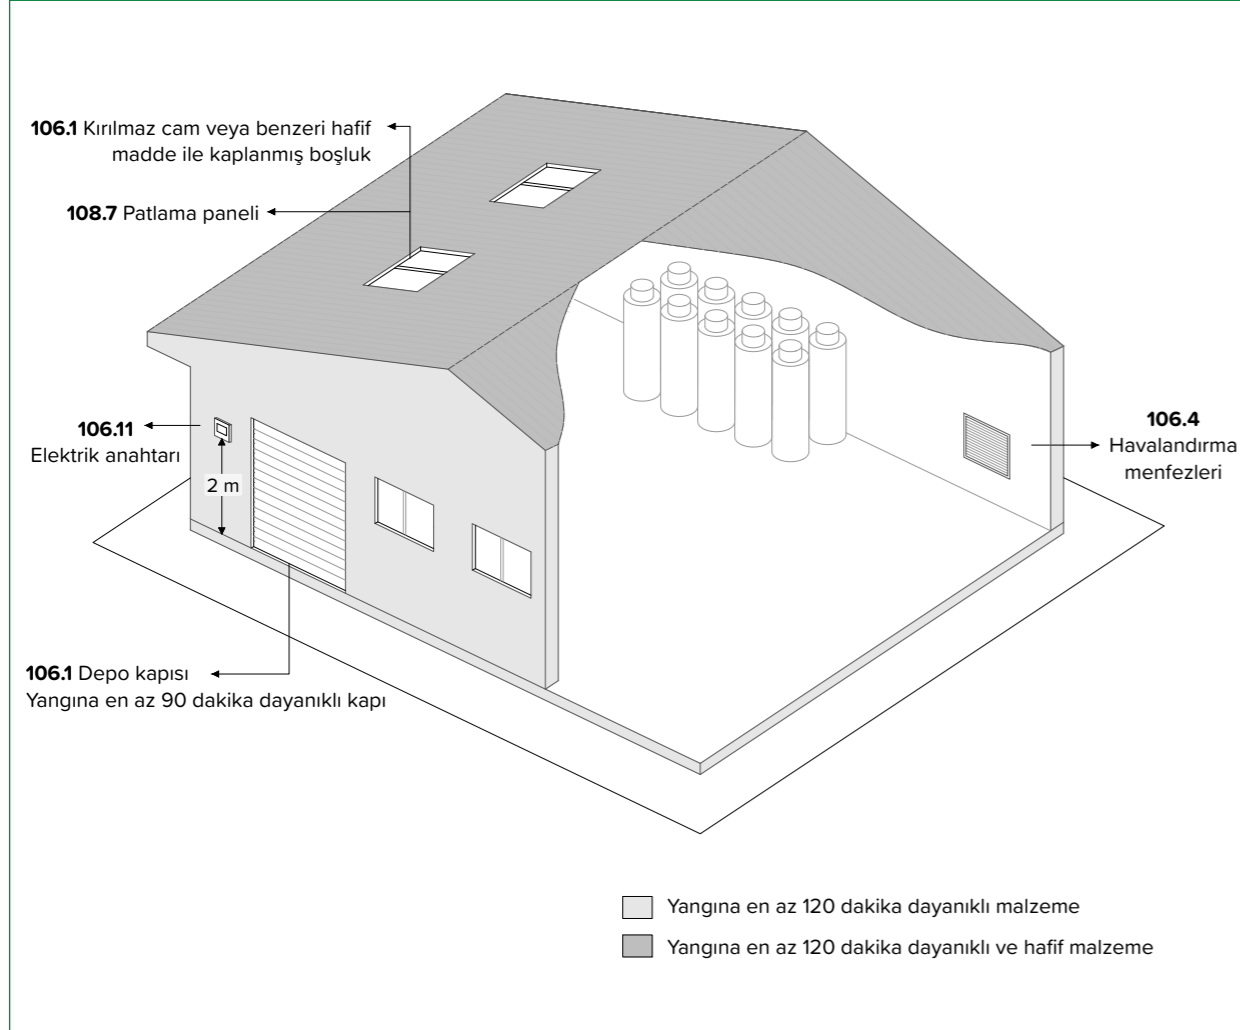 106.1 Kırılmaz cam veya benzeri hafif
madde ile kaplanmış boşluk
108.7 Patlama paneli
106.11
Elektrik anahtarı
2 m
106.4
Havalandırma
menfezleri
106.1 Depo kapısı
Yangına en az 90 dakika dayanıklı kapı
Yangına en az 120 dakika dayanıklı malzeme
Yangına en az 120 dakika dayanıklı ve hafif malzeme